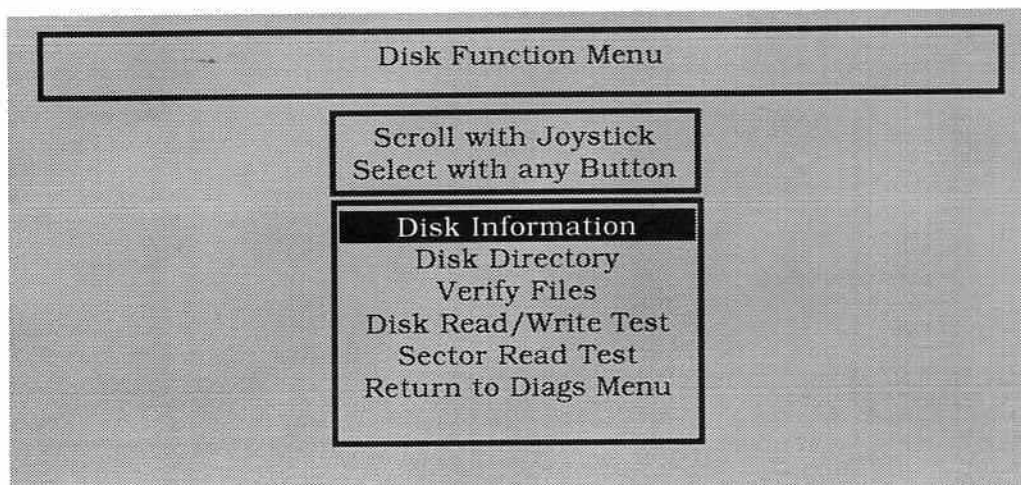 Disk Function Menu
Scroll with Joystick
Select with any Button
Disk Information
Disk Directory
Verify Files
Disk Read/Write Test
Sector Read Test
Return to Diags Menu